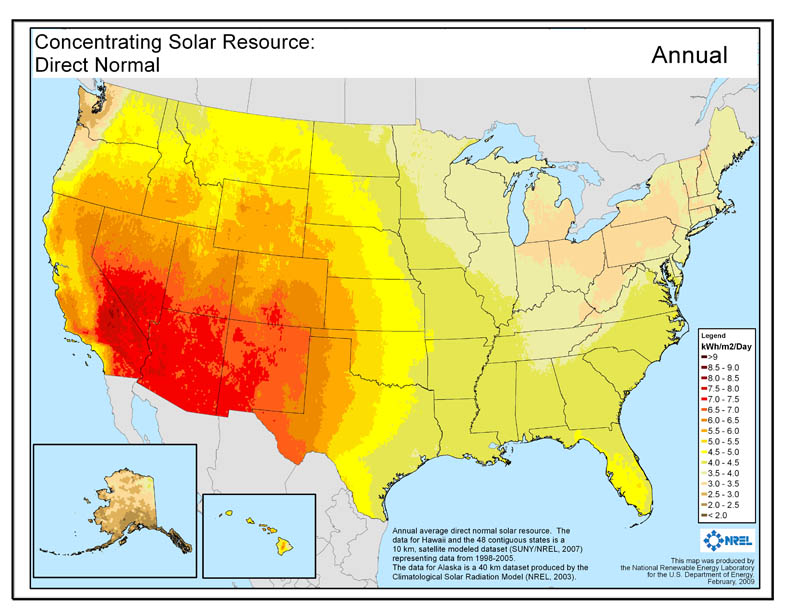 Concentrating Solar Resource:
Direct Normal
Annual
Legend
kWh/m2/Day
>9
8.5 - 9.0
8.0 - 8.5
7.5 - 8.0
7.0 - 7.5
6.5 - 7.0
6.0 - 6.5
5.5 - 6.0
5.0 - 5.5
4.5 - 5.0
4.0 - 4.5
3.5 - 4.0
3.0 - 3.5
2.5 - 3.0
2.0 - 2.5
< 2.0
Annual average direct normal solar resource. The
data for Hawaii and the 48 contiguous states is a
10 km, satellite modeled dataset (SUNY/NREL, 2007)
representing data from 1998-2005.
The data for Alaska is a 40 km dataset produced by the
Climatological Solar Radiation Model (NREL, 2003).
NREL
This map was produced by
the National Renewable Energy Laboratory
for the U.S. Department of Energy.
February, 2009